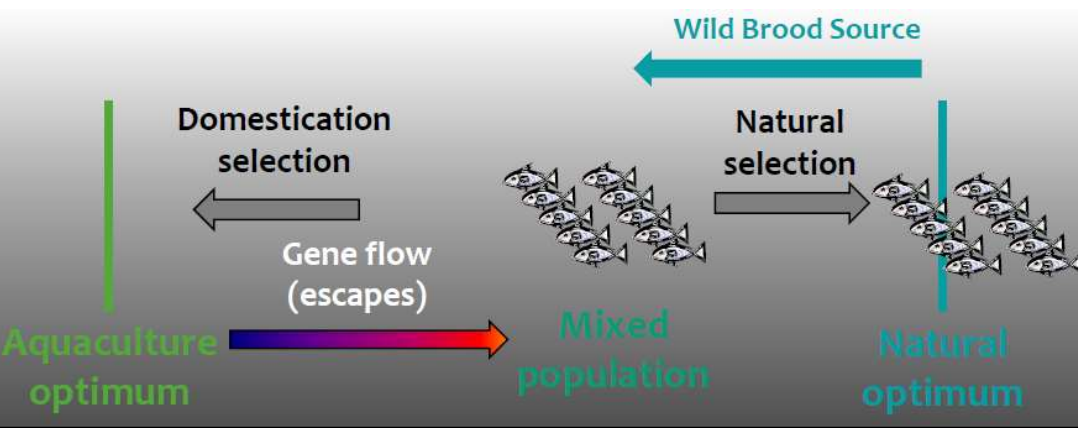 Wild Brood Source
Domestication
selection
Natural
selection
Gene flow
(escapes)
Aquaculture
optimum
Mixed
population
Natural
optimum